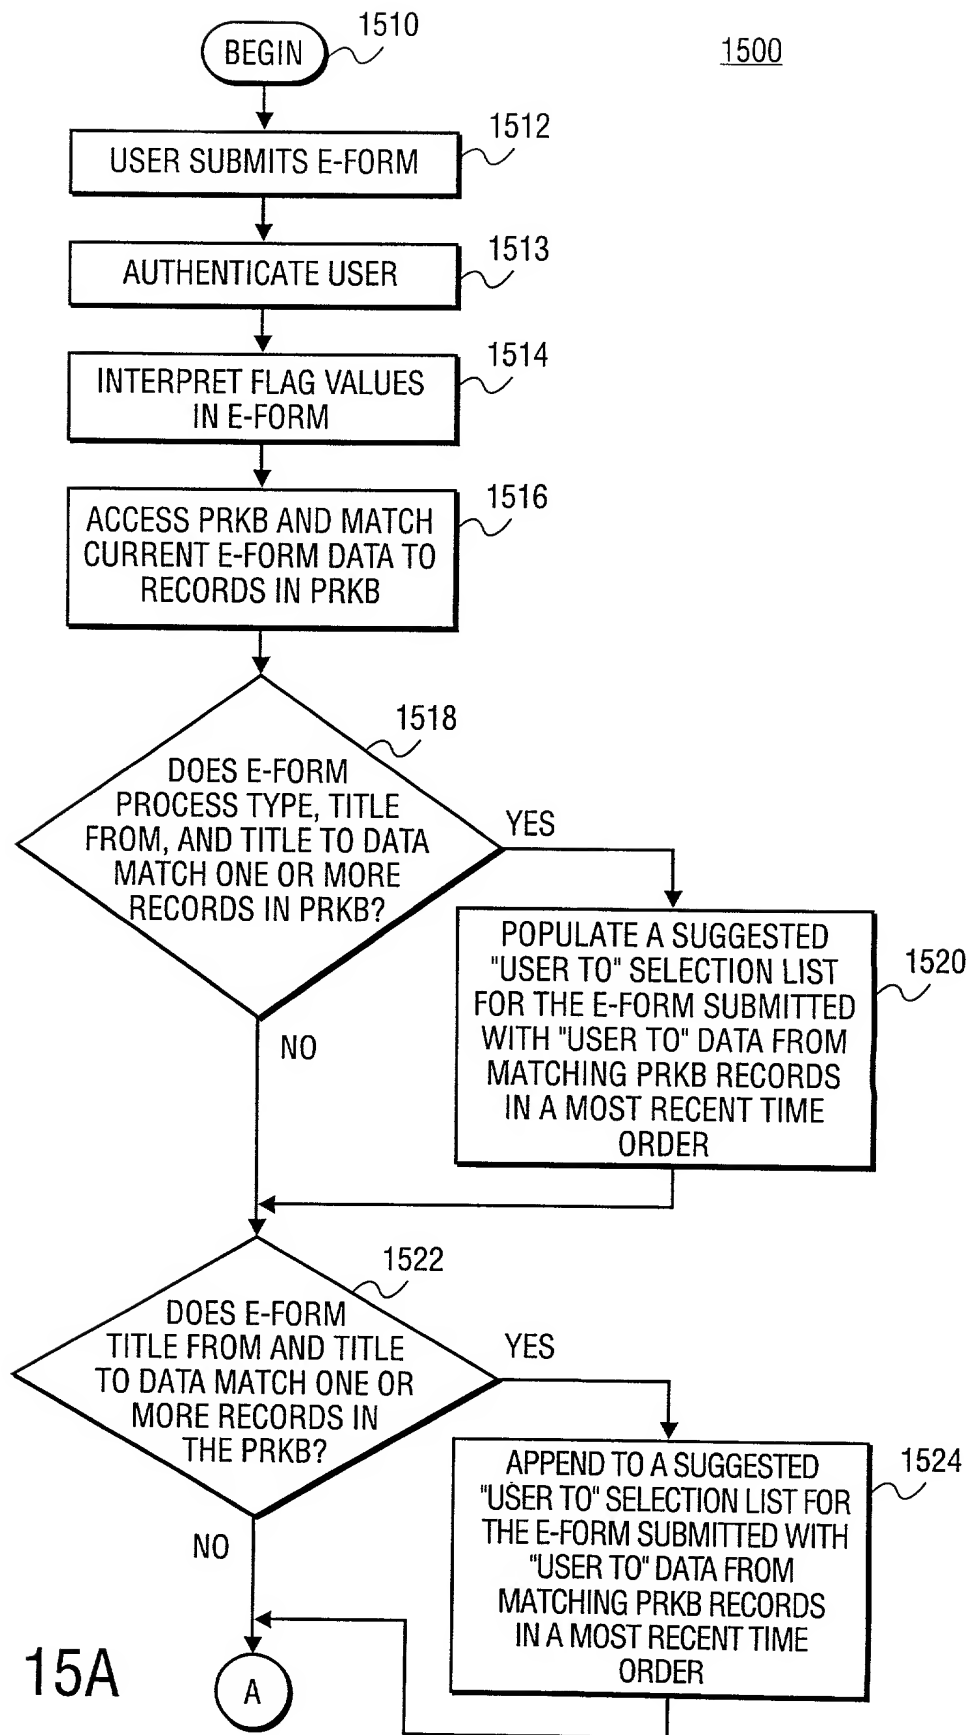 BEGIN
1510
1500
1512
USER SUBMITS E-FORM
1513
AUTHENTICATE USER
1514
INTERPRET FLAG VALUES
IN E-FORM
1516
ACCESS PRKB AND MATCH
CURRENT E-FORM DATA TO
RECORDS IN PRKB
1518
DOES E-FORM
PROCESS TYPE, TITLE
FROM, AND TITLE TO DATA
MATCH ONE OR MORE
RECORDS IN PRKB?
YES
NO
POPULATE A SUGGESTED
"USER TO" SELECTION LIST
FOR THE E-FORM SUBMITTED
WITH "USER TO" DATA FROM
MATCHING PRKB RECORDS
IN A MOST RECENT TIME
ORDER
1520
1522
DOES E-FORM
TITLE FROM AND TITLE
TO DATA MATCH ONE OR
MORE RECORDS IN
THE PRKB?
YES
NO
APPEND TO A SUGGESTED
"USER TO" SELECTION LIST FOR
THE E-FORM SUBMITTED WITH
"USER TO" DATA FROM
MATCHING PRKB RECORDS
IN A MOST RECENT TIME
ORDER
1524
15A
A